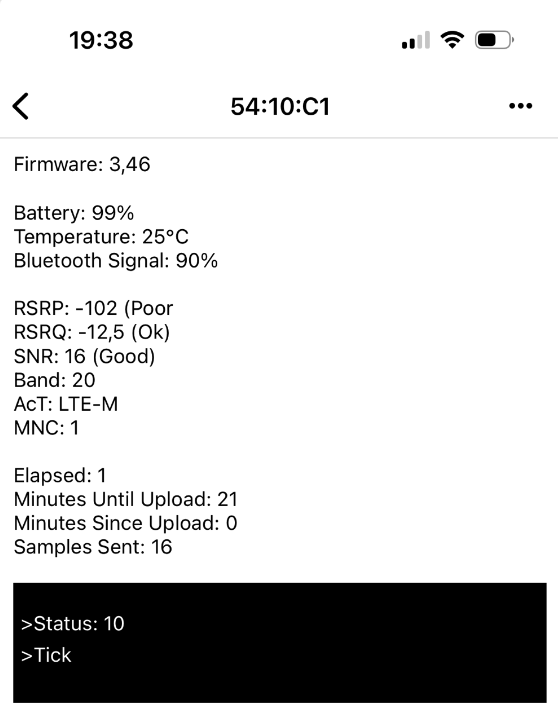 19:38
54:10:C1
Firmware: 3,46
Battery: 99%
Temperature: 25°C
Bluetooth Signal: 90%
RSRP: -102 (Poor
RSRQ: -12,5 (Ok)
SNR: 16 (Good)
Band: 20
AcT: LTE-M
MNC: 1
Elapsed: 1
Minutes Until Upload: 21
Minutes Since Upload: 0
Samples Sent: 16
>Status: 10
>Tick